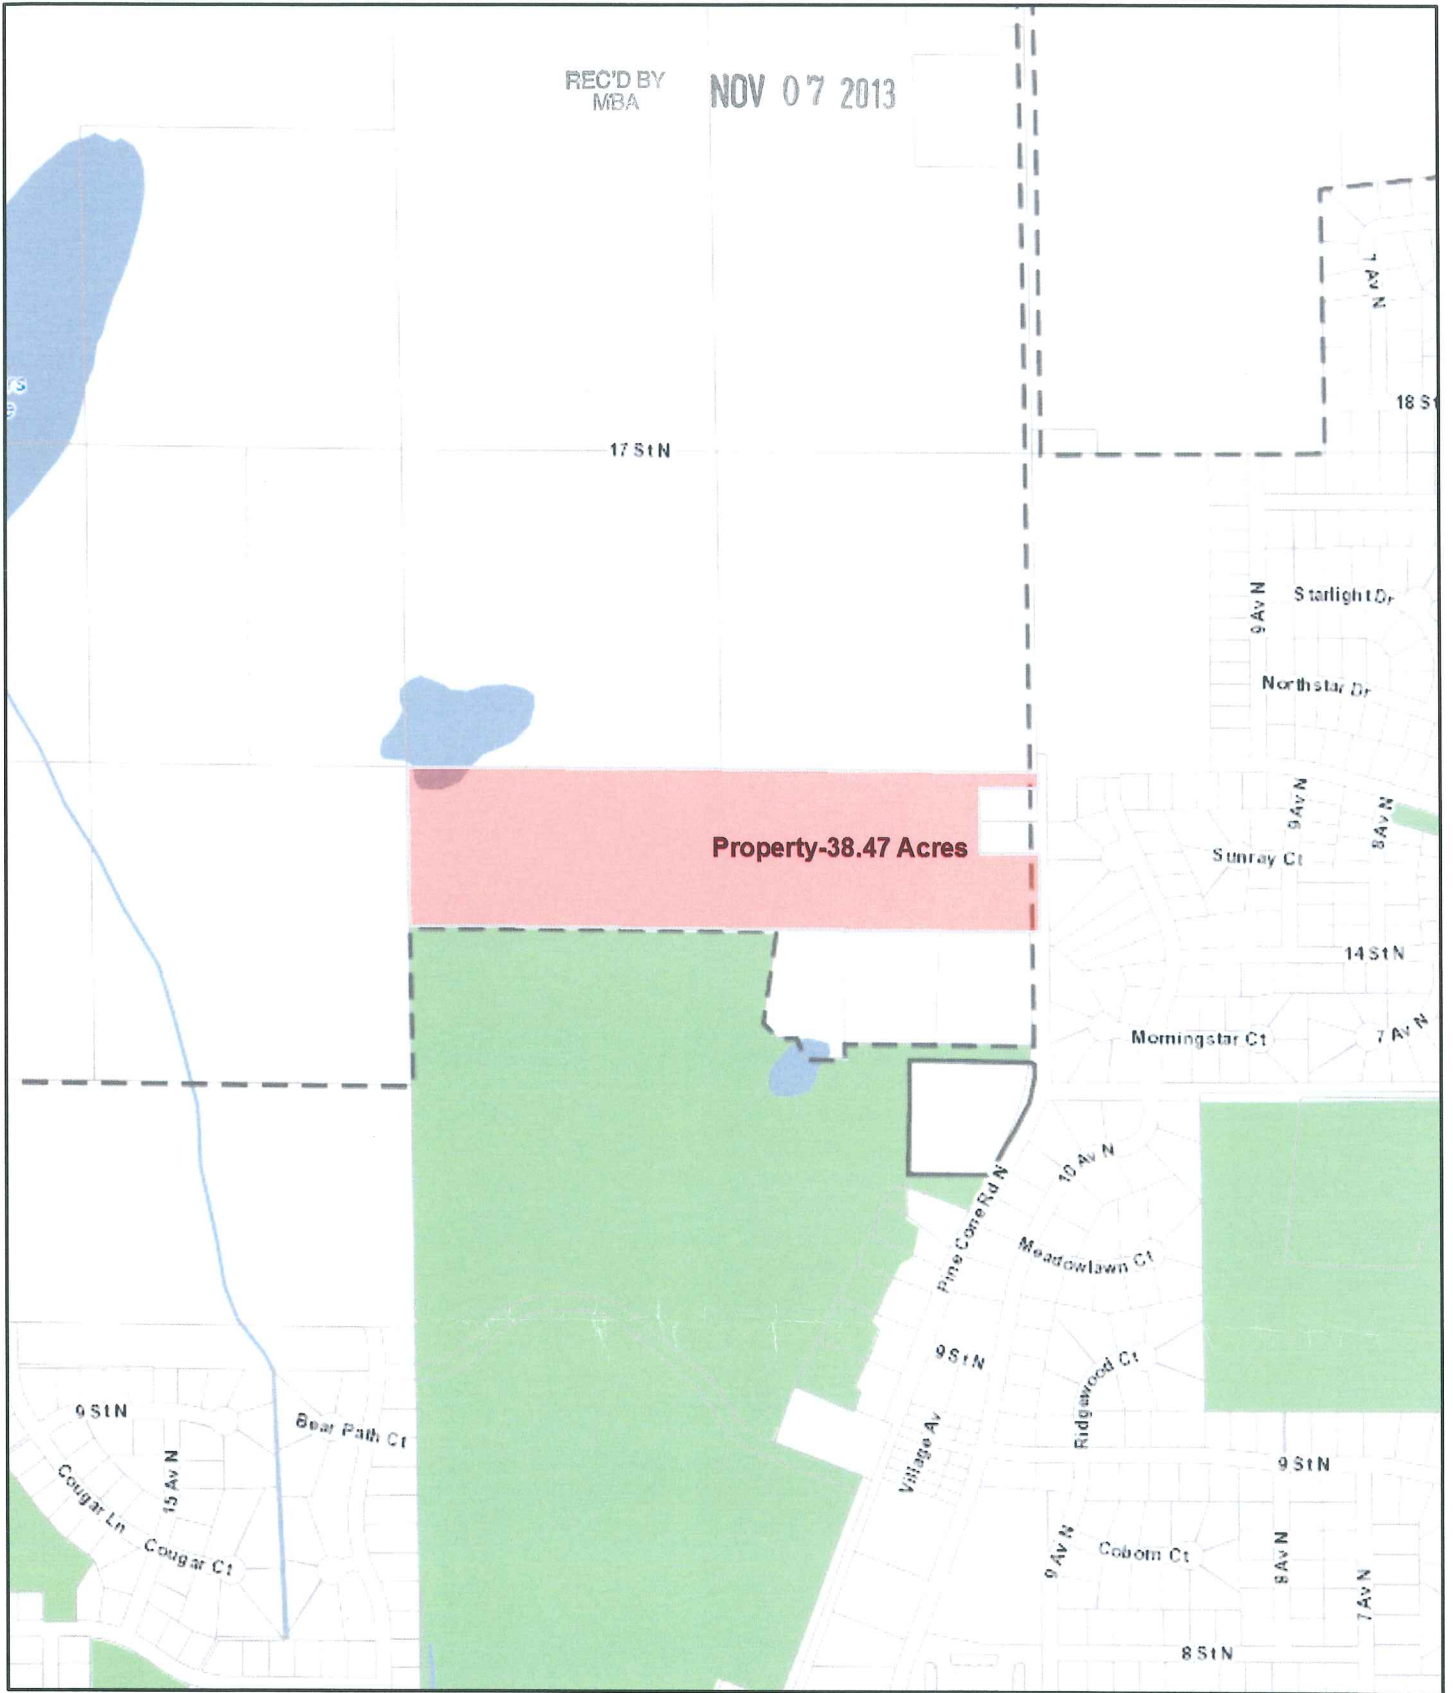 REC'D BY
MBA
NOV 07 2013
7 Av N
18 St
17 St N
9 Av N
Starlight Dr
Northstar Dr
9 Av N
8 Av N
Property-38.47 Acres
Sunray Ct
14 St N
Morningstar Ct
7 Av N
10 Av N
Pine Cone Rd N
Meadowlawn Ct
9 St N
Ridgewood Ct
9 St N
Bear Path Ct
Village Av
9 St N
15 Av N
Cougar Ln
Cougar Ct
9 Av N
Coborn Ct
8 Av N
7 Av N
8 St N